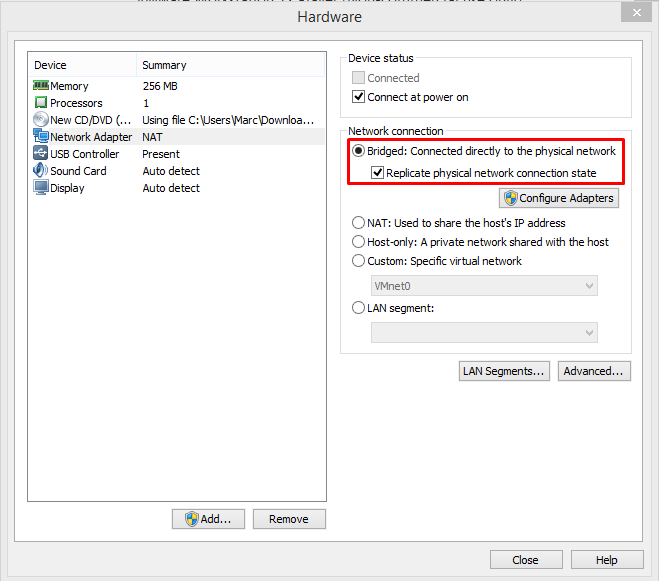 Hardware
Device Summary
Memory 256 MB
Processors 1
New CD/DVD (... Using file C:\Users\Marc\Downloa...
Network Adapter NAT
USB Controller Present
Sound Card Auto detect
Display Auto detect
Add...
Remove
Device status
Connected
Connect at power on
Network connection
Bridged: Connected directly to the physical network
Replicate physical network connection state
Configure Adapters
NAT: Used to share the host's IP address
Host-only: A private network shared with the host
Custom: Specific virtual network
VMnet0
LAN segment:
LAN Segments...
Advanced...
Close
Help